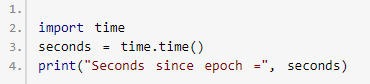 1.
2. import time
3. seconds = time.time()
4. print("Seconds since epoch =", seconds)